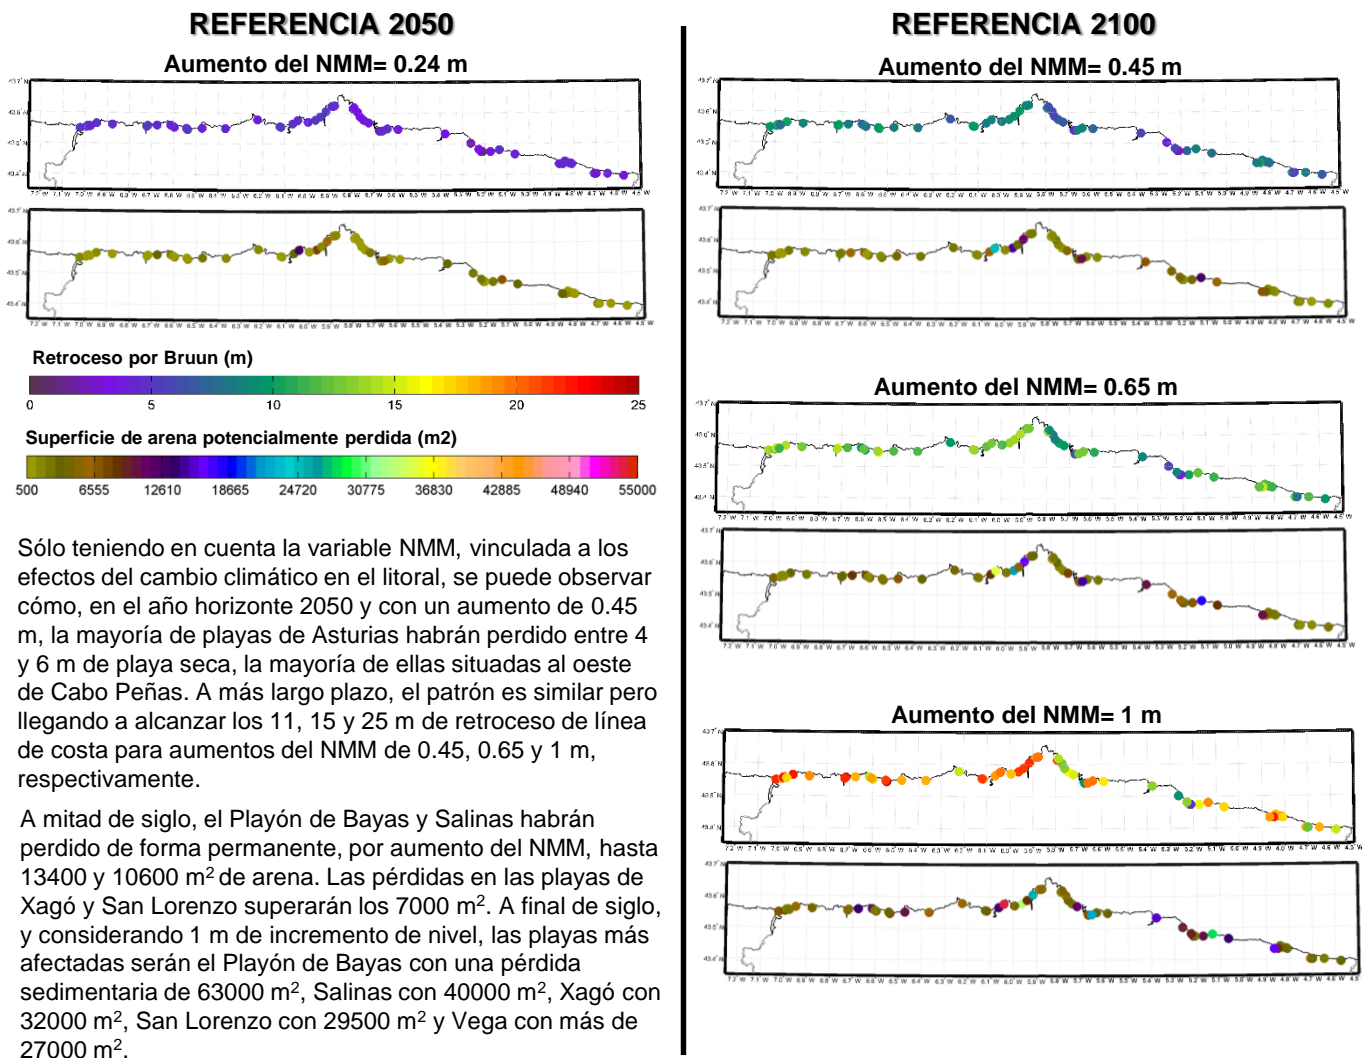 REFERENCIA 2050
Aumento del NMM= 0.24 m
Retroceso por Bruun (m)
0 5 10 15 20 25
Superficie de arena potencialmente perdida (m2)
500 6555 12610 18665 24720 30775 36830 42885 48940 55000
Sólo teniendo en cuenta la variable NMM, vinculada a los
efectos del cambio climático en el litoral, se puede observar
cómo, en el año horizonte 2050 y con un aumento de 0.45
m, la mayoría de playas de Asturias habrán perdido entre 4
y 6 m de playa seca, la mayoría de ellas situadas al oeste
de Cabo Peñas. A más largo plazo, el patrón es similar pero
llegando a alcanzar los 11, 15 y 25 m de retroceso de línea
de costa para aumentos del NMM de 0.45, 0.65 y 1 m,
respectivamente.
A mitad de siglo, el Playón de Bayas y Salinas habrán
perdido de forma permanente, por aumento del NMM, hasta
13400 y 10600 m² de arena. Las pérdidas en las playas de
Xagó y San Lorenzo superarán los 7000 m². A final de siglo,
y considerando 1 m de incremento de nivel, las playas más
afectadas serán el Playón de Bayas con una pérdida
sedimentaria de 63000 m², Salinas con 40000 m², Xagó con
32000 m², San Lorenzo con 29500 m² y Vega con más de
27000 m².
REFERENCIA 2100
Aumento del NMM= 0.45 m
Aumento del NMM= 0.65 m
Aumento del NMM= 1 m